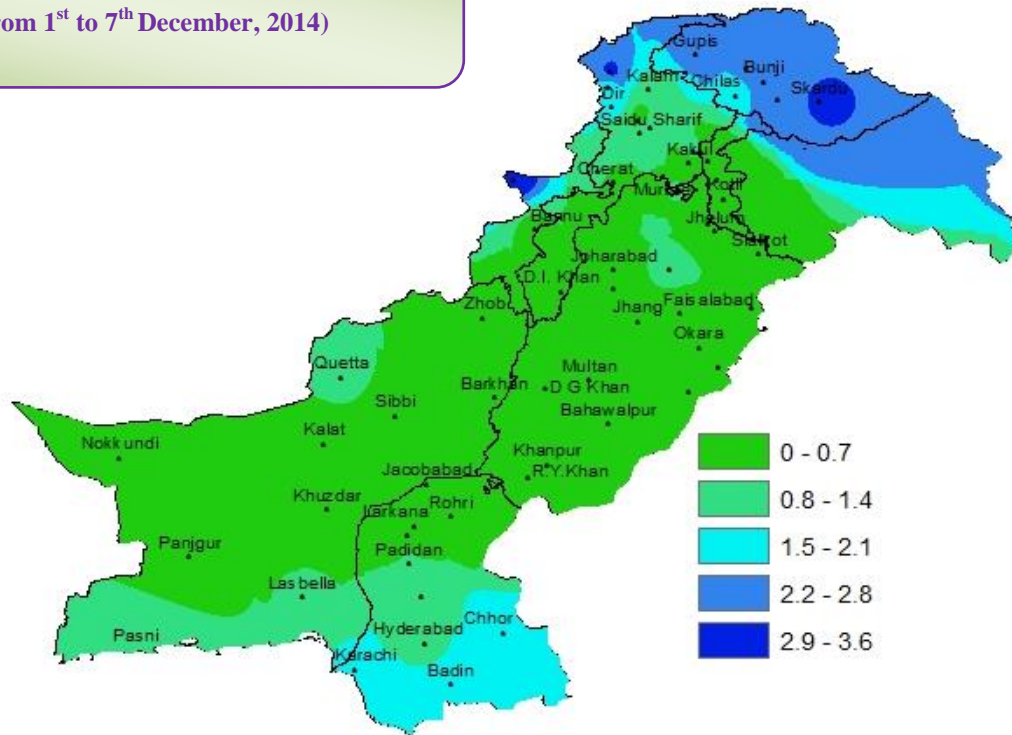 rom 1st to 7th December, 2014)
Gupis
Bunji
Kalam
Chilas
Skardu
Dir
Saidu Sharif
Kakul
Cherat
Murree
Kotli
Bannu
Jhelum
Sialkot
Joharabad
D.I. Khan
Zhob
Jhang
Faisalabad
Okara
Quetta
Multan
Barkhan
D G Khan
Sibbi
Bahawalpur
Nokkundi
Kalat
0 - 0.7
Khanpur
Jacobabad
R.Y.Khan
Khuzdar
Rohri
0.8 - 1.4
Larkana
Panjgur
Padidan
1.5 - 2.1
Lasbella
2.2 - 2.8
Chhor
Pasni
Hyderabad
2.9 - 3.6
Karachi
Badin